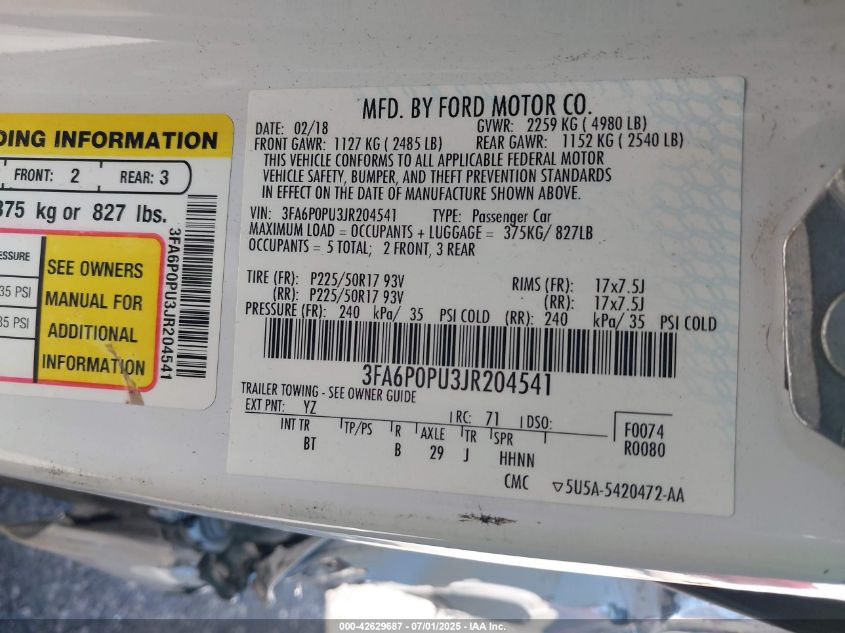 DING INFORMATION
FRONT: 2 REAR: 3
375 kg or 827 lbs.
35 PSI
35 PSI
SEE OWNERS
MANUAL FOR
ADDITIONAL
INFORMATION
3FA6P0PU3JR204541
MFD. BY FORD MOTOR CO.
DATE: 02/18 GVWR: 2259 KG ( 4980 LB)
FRONT GAWR: 1127 KG ( 2485 LB) REAR GAWR: 1152 KG ( 2540 LB)
THIS VEHICLE CONFORMS TO ALL APPLICABLE FEDERAL MOTOR
VEHICLE SAFETY, BUMPER, AND THEFT PREVENTION STANDARDS
IN EFFECT ON THE DATE OF MANUFACTURE SHOWN ABOVE.
VIN: 3FA6P0PU3JR204541 TYPE: Passenger Car
MAXIMUM LOAD = OCCUPANTS + LUGGAGE = 375KG/ 827LB
OCCUPANTS = 5 TOTAL; 2 FRONT, 3 REAR
TIRE (FR): P225/50R17 93V RIMS (FR): 17x7.5J
(RR): P225/50R17 93V (RR): 17x7.5J
PRESSURE (FR): 240 kPa/ 35 PSI COLD (RR): 240 kPa/ 35 PSI COLD
3FA6P0PU3JR204541
TRAILER TOWING - SEE OWNER GUIDE
EXT PNT: YZ RC: 71 DSO: F0074
INT TR TP/PS R AXLE TR SPR R0080
BT B 29 J HHNN
CMC 5U5A-5420472-AA
000-42629687 - 07/01/2025 - IAA Inc.